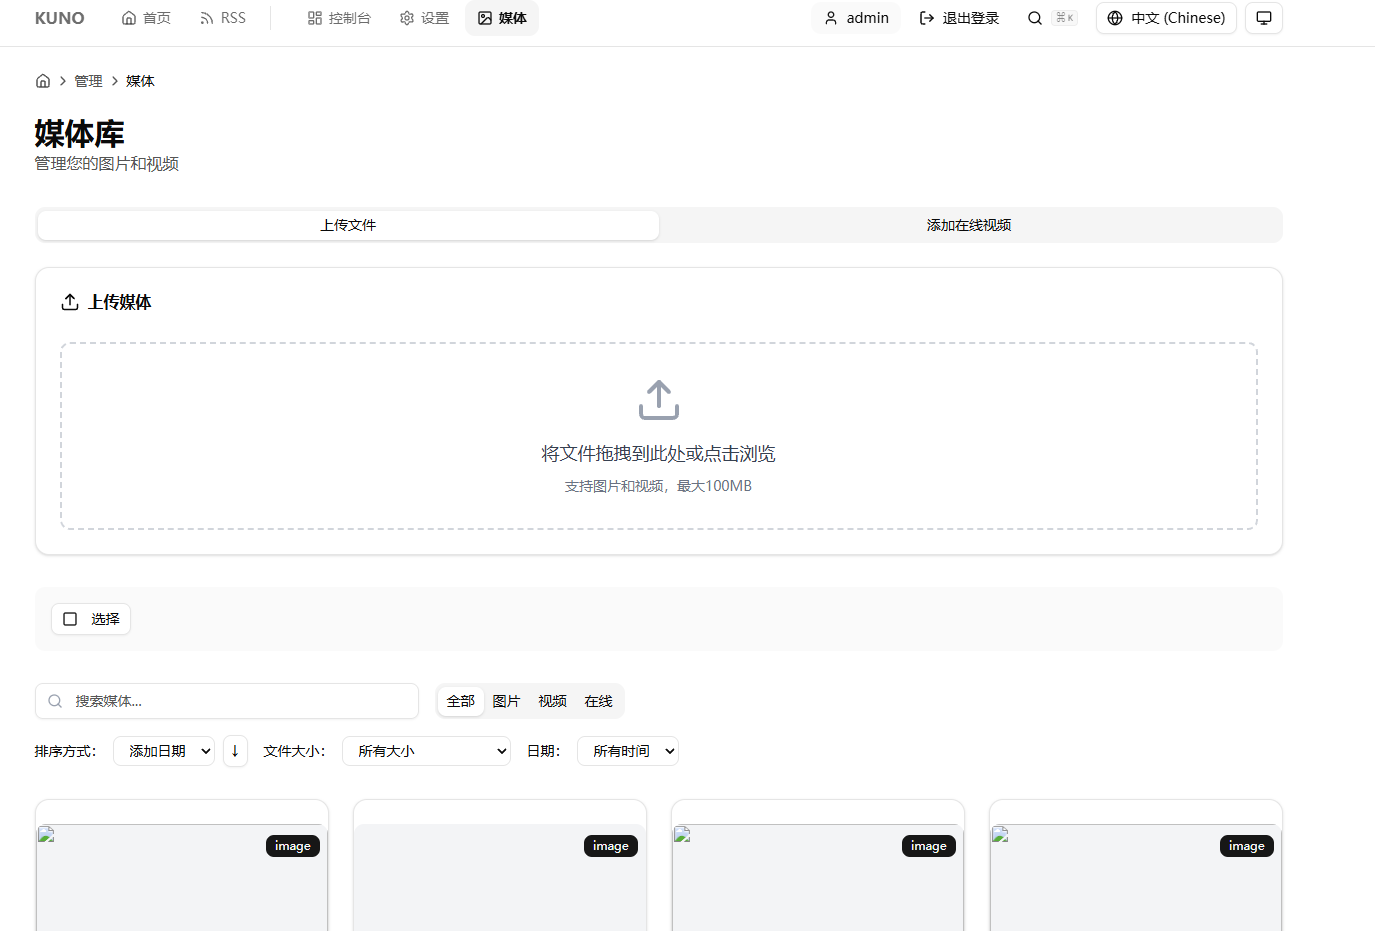 KUNO 首页 RSS 控制台 设置 媒体 admin 退出登录 ⌘K 中文 (Chinese)
管理 媒体
媒体库
管理您的图片和视频
上传文件 添加在线视频
上传媒体
将文件拖拽到此处或点击浏览
支持图片和视频，最大100MB
选择
搜索媒体... 全部 图片 视频 在线
排序方式： 添加日期 ↓ 文件大小： 所有大小 日期： 所有时间
image image image image